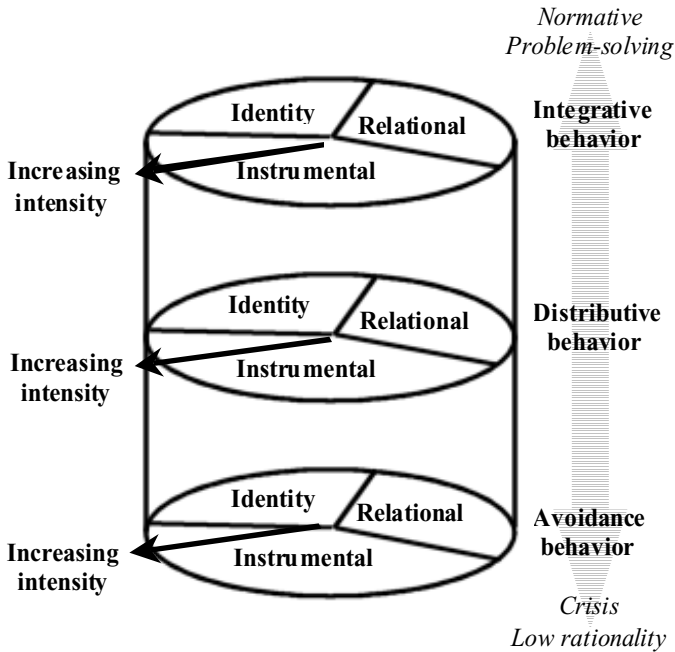 Normative
Problem-solving
Identity
Relational
Instrumental
Integrative
behavior
Increasing
intensity
Identity
Relational
Instrumental
Distributive
behavior
Increasing
intensity
Identity
Relational
Instrumental
Avoidance
behavior
Increasing
intensity
Crisis
Low rationality